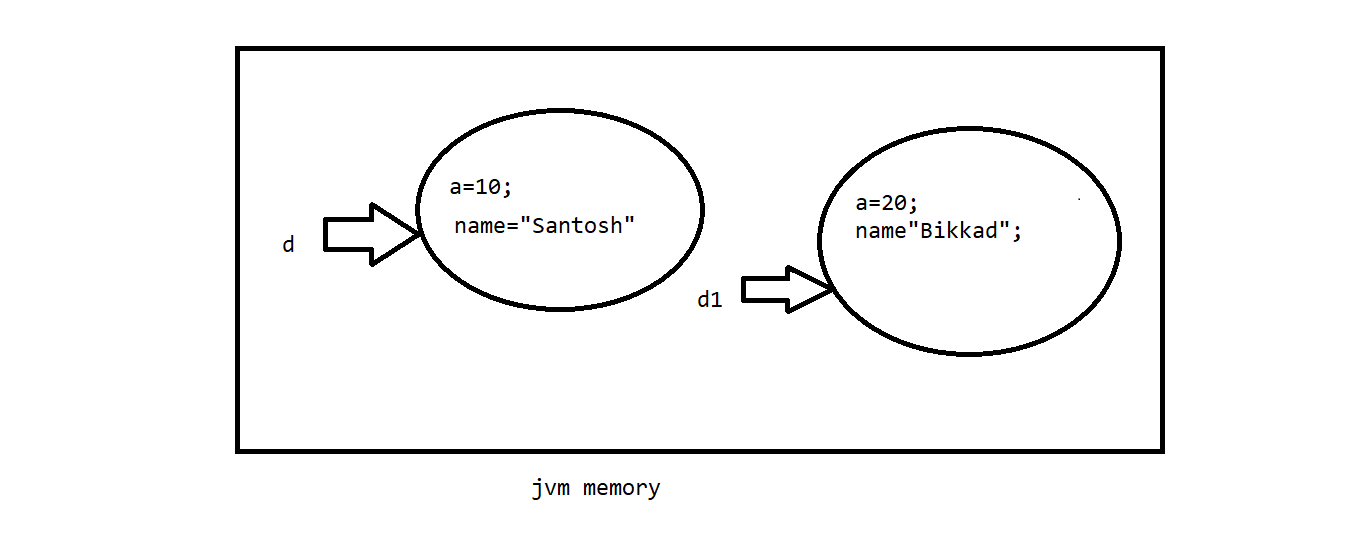 a=10;
name="Santosh"
d
a=20;
name"Bikkad";
d1
jvm memory